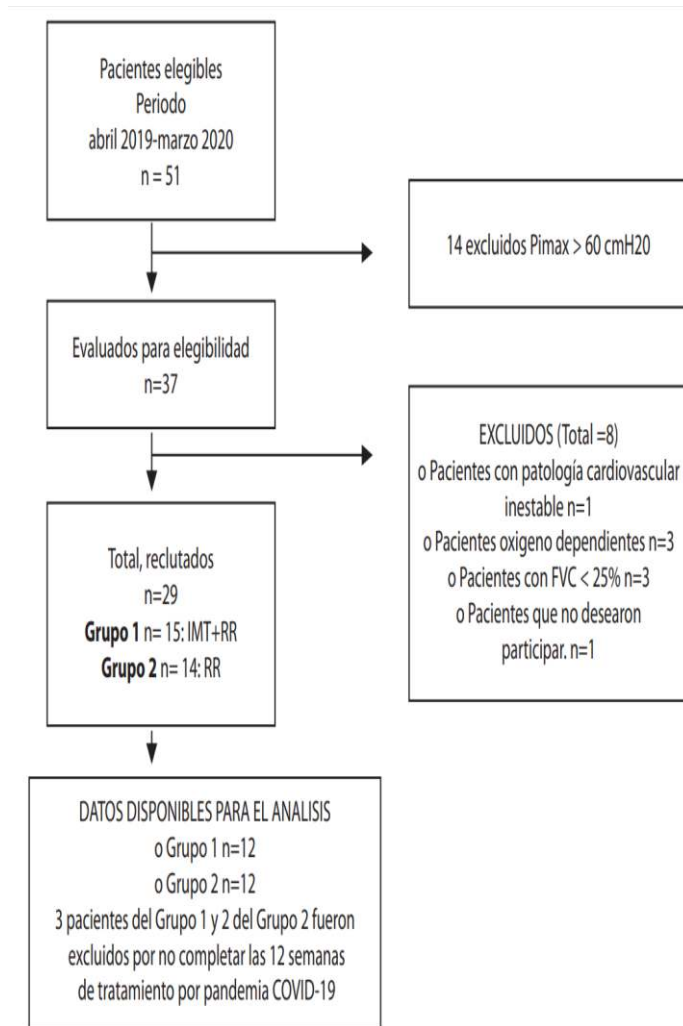 Pacientes elegibles
Periodo
abril 2019-marzo 2020
n = 51
14 excluidos Pimax > 60 cmH20
Evaluados para elegibilidad
n=37
EXCLUIDOS (Total =8)
o Pacientes con patología cardiovascular
inestable n=1
o Pacientes oxigeno dependientes n=3
o Pacientes con FVC < 25% n=3
o Pacientes que no desearon
participar. n=1
Total, reclutados
n=29
Grupo 1 n= 15: IMT+RR
Grupo 2 n= 14: RR
DATOS DISPONIBLES PARA EL ANALISIS
o Grupo 1 n=12
o Grupo 2 n=12
3 pacientes del Grupo 1 y 2 del Grupo 2 fueron
excluidos por no completar las 12 semanas
de tratamiento por pandemia COVID-19